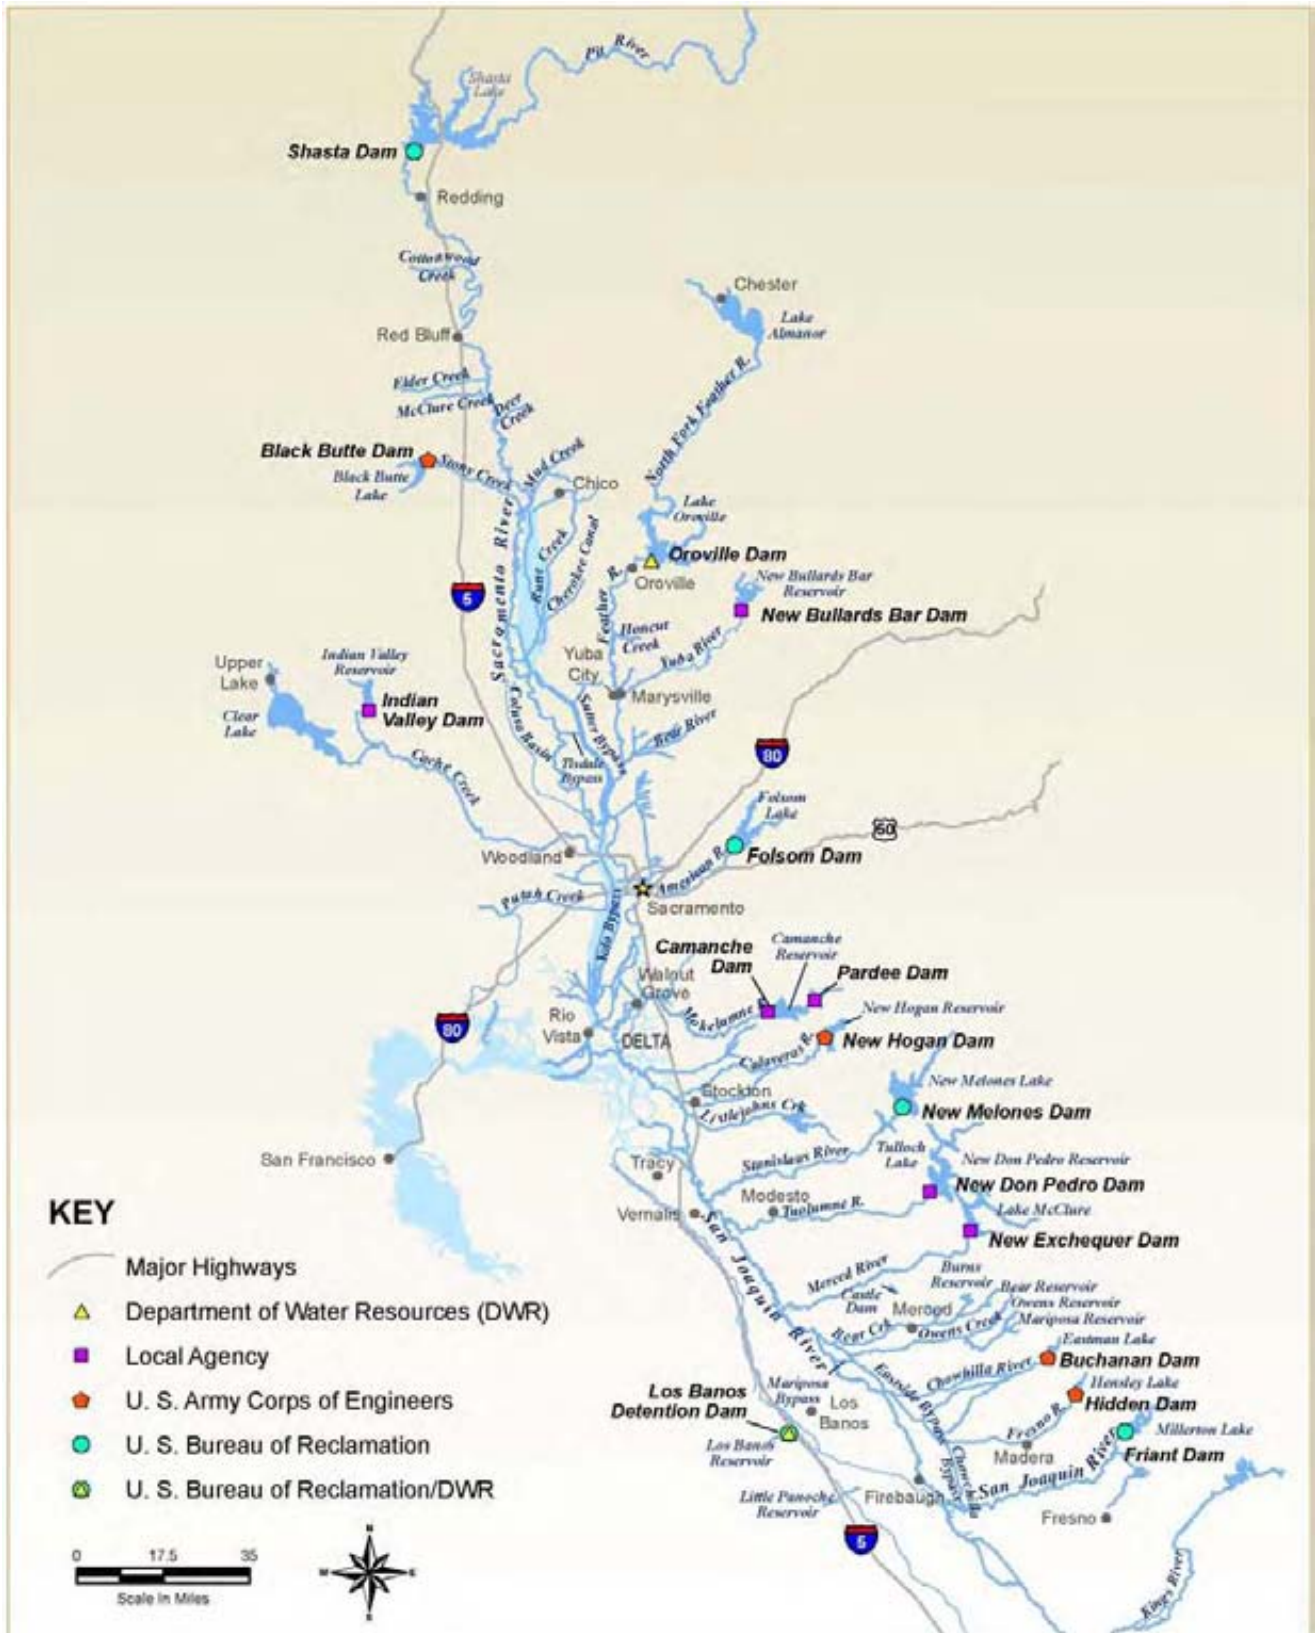 Pit River
Shasta
Lake
Shasta Dam
Redding
Cottonwood
Creek
Chester
Lake
Almanor
Red Bluff
Elder Creek
McClure Creek
Deer
Creek
North Fork Feather R.
Black Butte Dam
Black Butte
Lake
Stony Creek
Mud Creek
Chico
Lake
Oroville
Sacramento River
Creek
Cherokee Canal
Oroville Dam
Oroville
Feather R.
New Bullards Bar
Reservoir
New Bullards Bar Dam
5
Honcut
Creek
Yuba River
Yuba
City
Marysville
Upper
Lake
Indian Valley
Reservoir
Clear
Lake
Indian
Valley Dam
Colusa Basin
Sutter Bypass
Bear River
Tisdale
Bypass
80
Cache Creek
Folsom
Lake
50
Woodland
American R.
Folsom Dam
Putah Creek
Sacramento
Yolo Bypass
Camanche
Dam
Camanche
Reservoir
Pardee Dam
Walnut
Grove
Mokelumne R.
New Hogan Reservoir
80
Rio
Vista
DELTA
Calaveras R.
New Hogan Dam
Stockton
Littlejohns Crk
New Melones Lake
New Melones Dam
San Francisco
Tracy
Stanislaus River
Tulloch
Lake
New Don Pedro Reservoir
New Don Pedro Dam
Modesto
Tuolumne R.
Vernalis
Lake McClure
New Exchequer Dam
San Joaquin River
Merced River
Burns
Reservoir
Castle
Dam
Merced
Bear Reservoir
Owens Reservoir
Mariposa Reservoir
Bear Crk
Owens Creek
Eastman Lake
Buchanan Dam
Chowhilla River
Eastside Bypass
Hensley Lake
Hidden Dam
Mariposa
Bypass
Los
Banos
Los Banos
Detention Dam
Los Banos
Reservoir
Fresno R.
Madera
Millerton Lake
Friant Dam
Chowchilla
Bypass
San Joaquin River
Little Panoche
Reservoir
Firebaugh
Fresno
5
Kings River
KEY
Major Highways
Department of Water Resources (DWR)
Local Agency
U. S. Army Corps of Engineers
U. S. Bureau of Reclamation
U. S. Bureau of Reclamation/DWR
0 17.5 35
Scale In Miles
N
W E
S